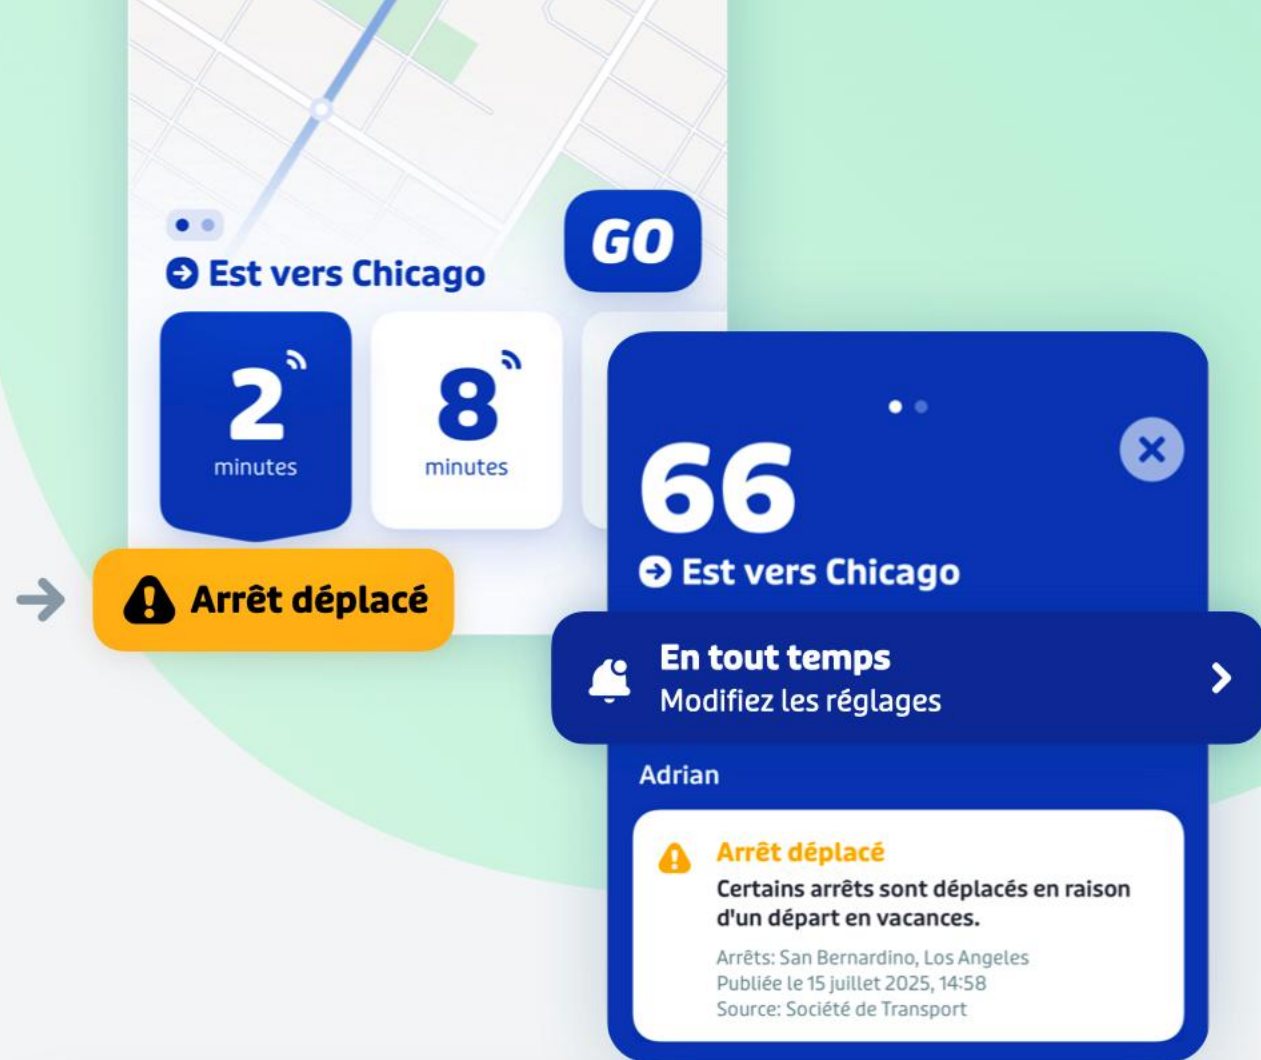 GO
Est vers Chicago
2
minutes
8
minutes
Arrêt déplacé
66
Est vers Chicago
En tout temps
Modifiez les réglages
Adrian
Arrêt déplacé
Certains arrêts sont déplacés en raison
d'un départ en vacances.
Arrêts: San Bernardino, Los Angeles
Publiée le 15 juillet 2025, 14:58
Source: Société de Transport